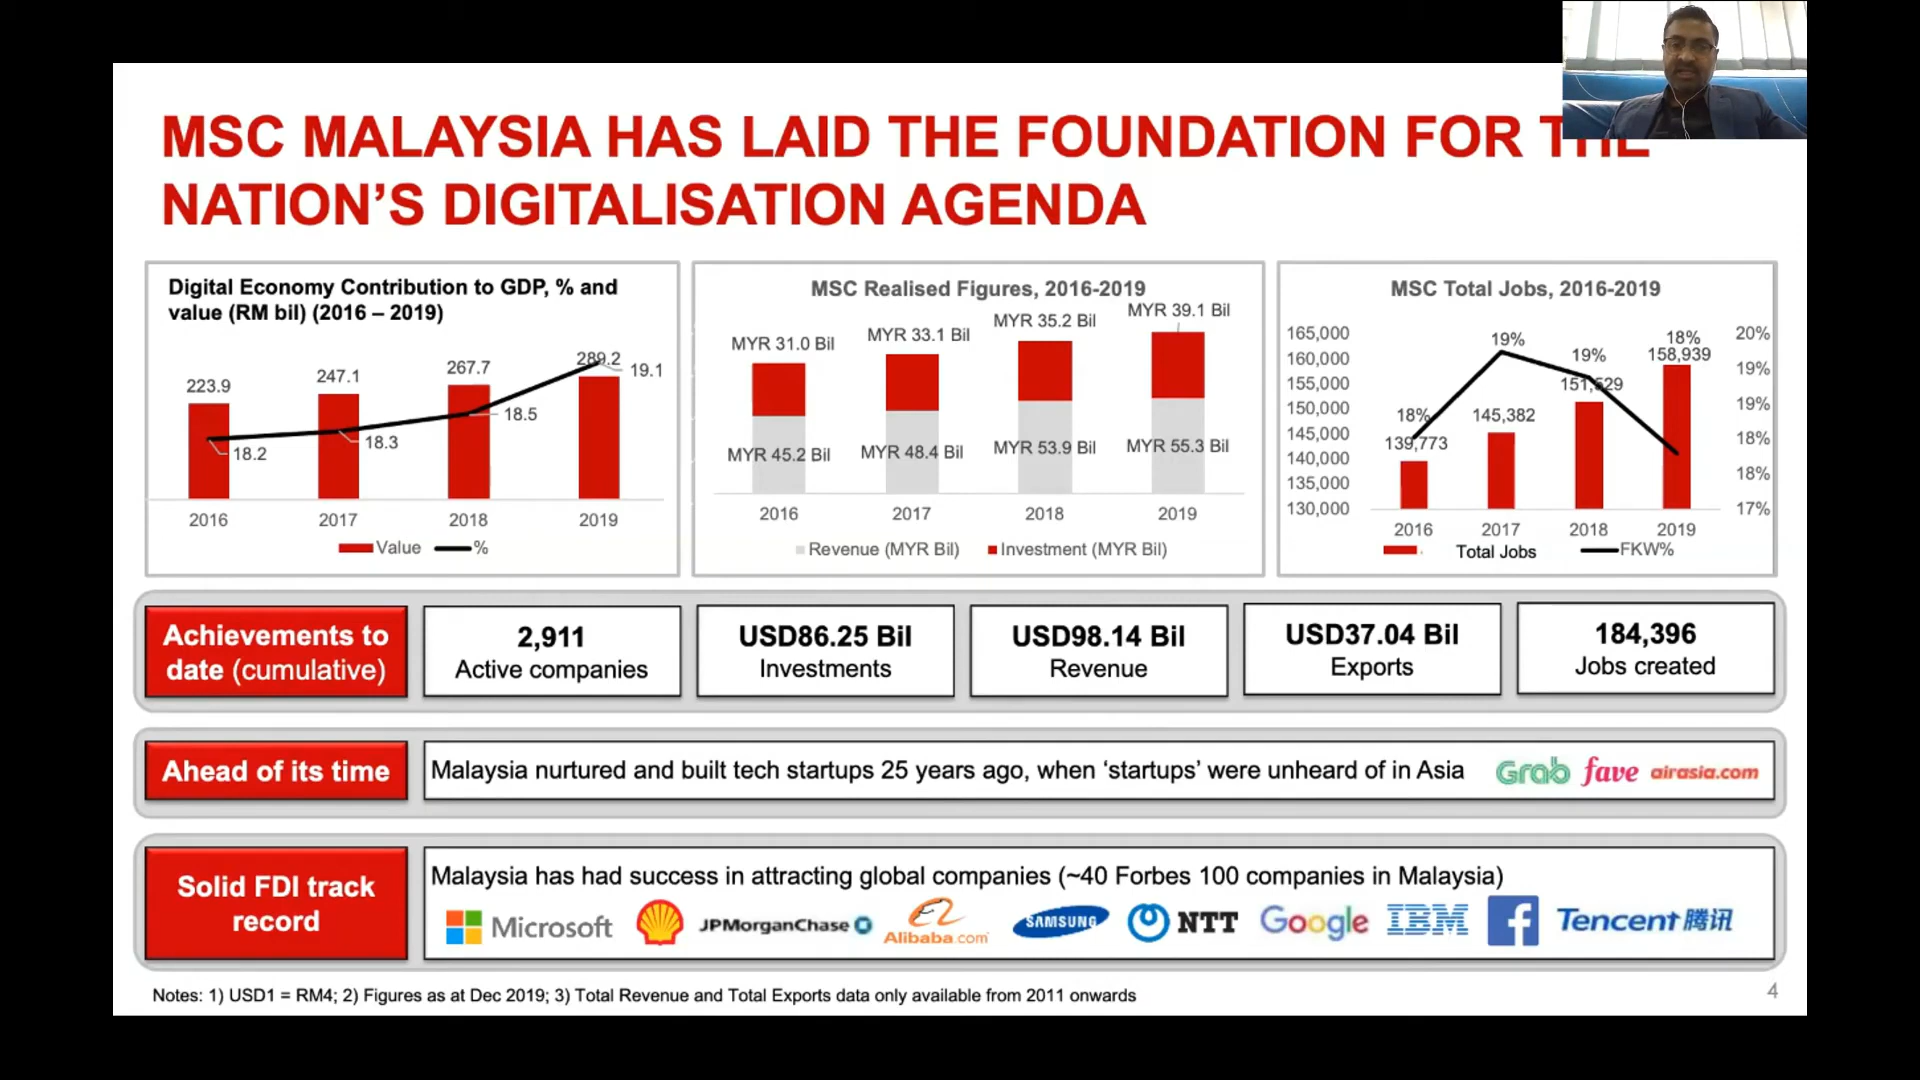 MSC MALAYSIA HAS LAID THE FOUNDATION FOR THE
NATION’S DIGITALISATION AGENDA
Digital Economy Contribution to GDP, % and
value (RM bil) (2016 – 2019)
223.9
247.1
267.7
289.2
19.1
18.2
18.3
18.5
2016
2017
2018
2019
Value
%
MSC Realised Figures, 2016-2019
MYR 31.0 Bil
MYR 33.1 Bil
MYR 35.2 Bil
MYR 39.1 Bil
MYR 45.2 Bil
MYR 48.4 Bil
MYR 53.9 Bil
MYR 55.3 Bil
2016
2017
2018
2019
Revenue (MYR Bil)
Investment (MYR Bil)
MSC Total Jobs, 2016-2019
165,000
160,000
155,000
150,000
145,000
140,000
135,000
130,000
18%
139,773
19%
145,382
19%
151,529
18%
158,939
20%
19%
19%
18%
18%
17%
2016
2017
2018
2019
Total Jobs
FKW%
Achievements to
date (cumulative)
2,911
Active companies
USD86.25 Bil
Investments
USD98.14 Bil
Revenue
USD37.04 Bil
Exports
184,396
Jobs created
Ahead of its time
Malaysia nurtured and built tech startups 25 years ago, when ‘startups’ were unheard of in Asia
Grab
fave
airasia.com
Solid FDI track
record
Malaysia has had success in attracting global companies (~40 Forbes 100 companies in Malaysia)
Microsoft
JPMorganChase
Alibaba.com
SAMSUNG
NTT
Google
IBM
f
Tencent 腾讯
Notes: 1) USD1 = RM4; 2) Figures as at Dec 2019; 3) Total Revenue and Total Exports data only available from 2011 onwards
4